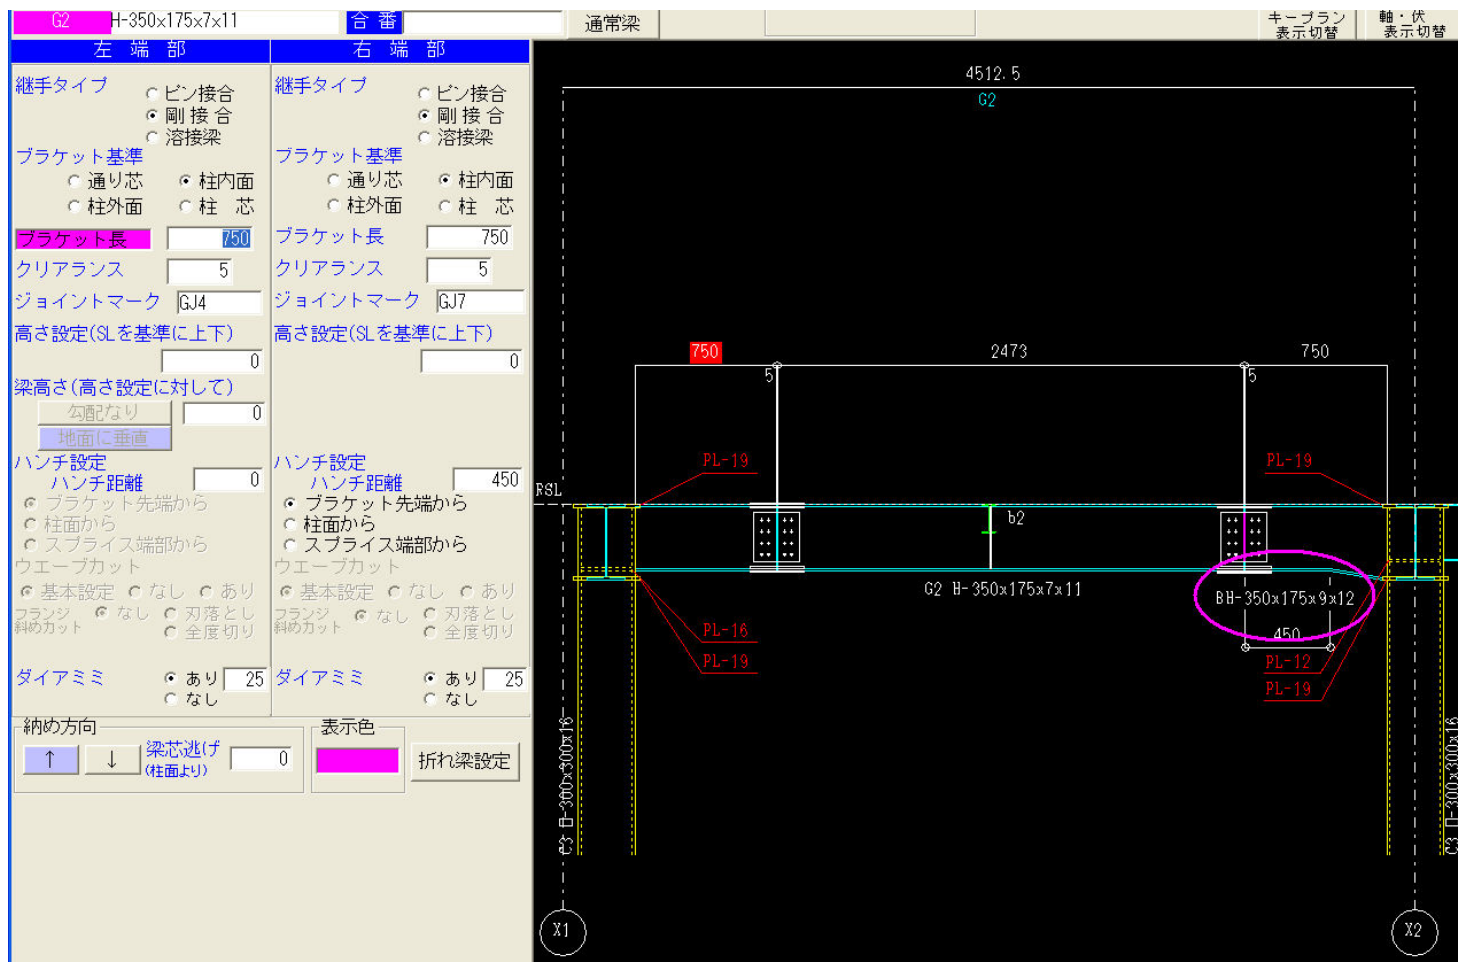 G2 H-350×175×7×11 合番 通常梁 キープラン 軸・伏
表示切替 表示切替
左 端 部 右 端 部
継手タイプ
ピン接合
剛接合
溶接梁
ブラケット基準
通り芯 柱内面
柱外面 柱 芯
ブラケット長 750
クリアランス 5
ジョイントマーク GJ4
高さ設定(SLを基準に上下)
0
梁高さ(高さ設定に対して)
勾配なり 0
地面に垂直
ハンチ設定
ハンチ距離 0
ブラケット先端から
柱面から
スプライス端部から
ウエーブカット
基本設定 なし あり
フランジ
斜めカット なし 刃落とし
全度切り
ダイアミミ あり 25
なし
継手タイプ
ピン接合
剛接合
溶接梁
ブラケット基準
通り芯 柱内面
柱外面 柱 芯
ブラケット長 750
クリアランス 5
ジョイントマーク GJ7
高さ設定(SLを基準に上下)
0
ハンチ設定
ハンチ距離 450
ブラケット先端から
柱面から
スプライス端部から
ウエーブカット
基本設定 なし あり
フランジ
斜めカット なし 刃落とし
全度切り
ダイアミミ あり 25
なし
納め方向
↑ ↓ 梁芯逃げ 0
(柱面より)
表示色
折れ梁設定
4512.5
G2
750 2473 750
5 5
PL-19 PL-19
RSL
b2
G2 H-350x175x7x11
BH-350x175x9x12
450
PL-16
PL-19
PL-12
PL-19
C3 ロ-300x300x16
C3 ロ-300x300x16
X1 X2